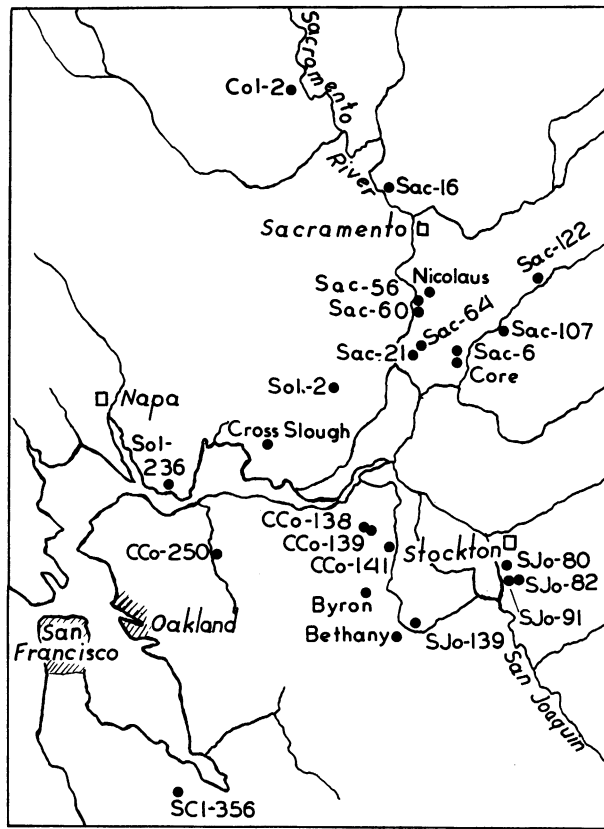 Sacramento
River
Col-2
Sac-16
Sacramento
Sac-122
Nicolaus
Sac-56
Sac-60
Sac-64
Sac-21
Sac-107
Sac-6
Core
Sol.-2
Napa
Cross Slough
Sol-
236
CCo-138
CCo-139
CCo-141
CCo-250
Stockton
SJo-80
SJo-82
SJo-91
Byron
Bethany
SJo-139
Oakland
San
Francisco
San Joaquin
SCl-356